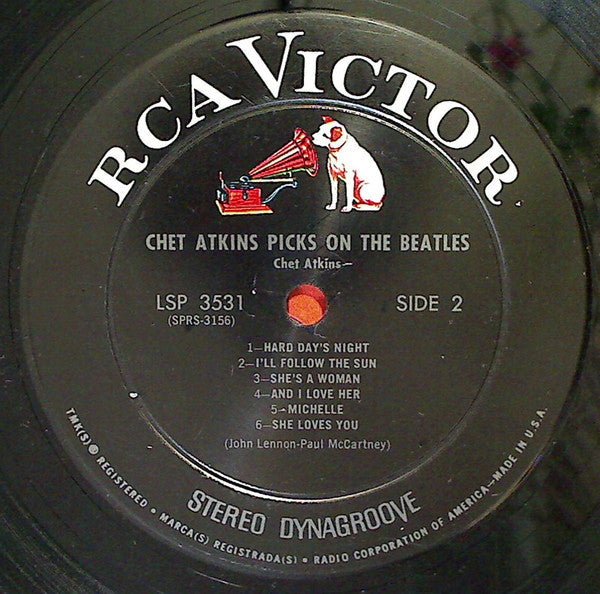 RCA VICTOR
CHET ATKINS PICKS ON THE BEATLES
Chet Atkins—
LSP 3531
(SPRS-3156)
SIDE 2
1—HARD DAY'S NIGHT
2—I'LL FOLLOW THE SUN
3—SHE'S A WOMAN
4—AND I LOVE HER
5—MICHELLE
6—SHE LOVES YOU
(John Lennon-Paul McCartney)
STEREO DYNAGROOVE
TMK(S) ® REGISTERED • MARCA(S) REGISTRADA(S) • RADIO CORPORATION OF AMERICA—MADE IN U.S.A.